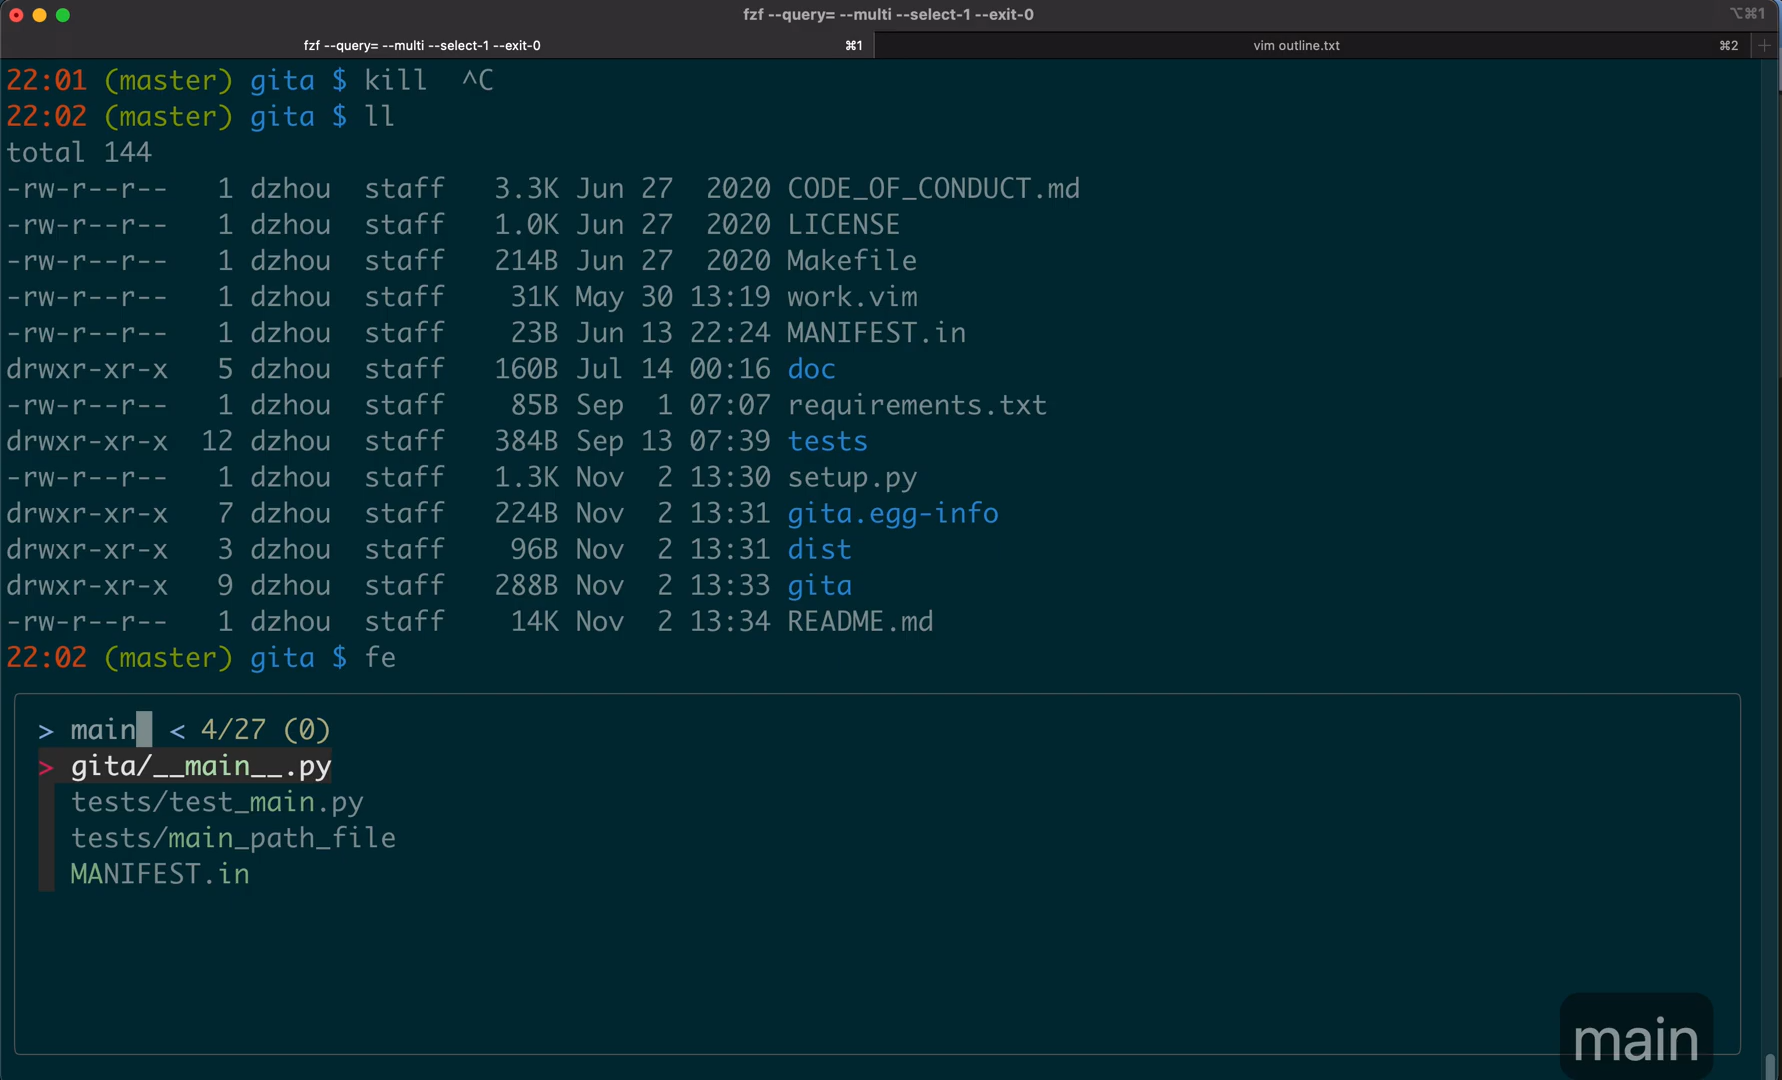 fzf --query= --multi --select-1 --exit-0 ⌥⌘1
fzf --query= --multi --select-1 --exit-0 ⌘1 vim outline.txt ⌘2 +
22:01 (master) gita $ kill  ^C
22:02 (master) gita $ ll
total 144
-rw-r--r--   1 dzhou  staff   3.3K Jun 27  2020 CODE_OF_CONDUCT.md
-rw-r--r--   1 dzhou  staff   1.0K Jun 27  2020 LICENSE
-rw-r--r--   1 dzhou  staff   214B Jun 27  2020 Makefile
-rw-r--r--   1 dzhou  staff    31K May 30 13:19 work.vim
-rw-r--r--   1 dzhou  staff    23B Jun 13 22:24 MANIFEST.in
drwxr-xr-x   5 dzhou  staff   160B Jul 14 00:16 doc
-rw-r--r--   1 dzhou  staff    85B Sep  1 07:07 requirements.txt
drwxr-xr-x  12 dzhou  staff   384B Sep 13 07:39 tests
-rw-r--r--   1 dzhou  staff   1.3K Nov  2 13:30 setup.py
drwxr-xr-x   7 dzhou  staff   224B Nov  2 13:31 gita.egg-info
drwxr-xr-x   3 dzhou  staff    96B Nov  2 13:31 dist
drwxr-xr-x   9 dzhou  staff   288B Nov  2 13:33 gita
-rw-r--r--   1 dzhou  staff    14K Nov  2 13:34 README.md
22:02 (master) gita $ fe
> main  < 4/27 (0)
> gita/__main__.py
tests/test_main.py
tests/main_path_file
MANIFEST.in
main